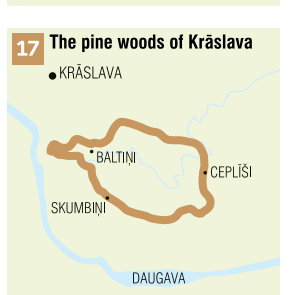 17 The pine woods of Krāslava
KRĀSLAVA
BALTIŅI
CEPLĪŠI
SKUMBIŅI
DAUGAVA